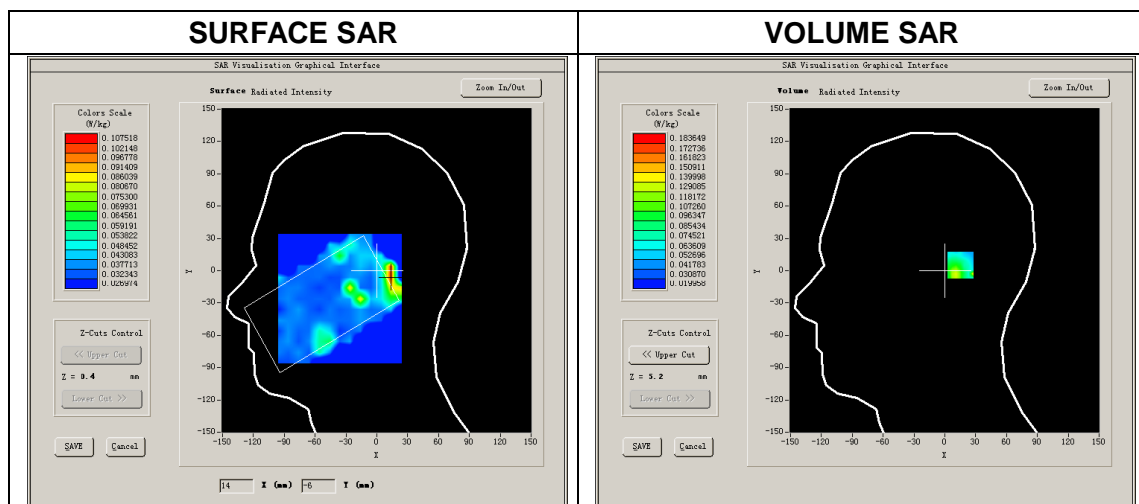 SURFACE SAR
VOLUME SAR
SAR Visualisation Graphical Interface
Surface Radiated Intensity
Zoom In/Out
Colors Scale
(W/kg)
0.107518
0.102148
0.096778
0.091409
0.086039
0.080670
0.075300
0.069931
0.064561
0.059191
0.053822
0.048452
0.043083
0.037713
0.032343
0.026974
Z-Cuts Control
<< Upper Cut
Z = 0.4 mm
Lower Cut >>
SAVE
Cancel
150
120
90
60
30
0
-30
-60
-90
-120
-150
Y
-150 -120 -90 -60 -30 0 30 60 90 120 150
X
14 X (mm) -6 Y (mm)
SAR Visualisation Graphical Interface
Volume Radiated Intensity
Zoom In/Out
Colors Scale
(W/kg)
0.183649
0.172736
0.161823
0.150911
0.139998
0.129085
0.118172
0.107260
0.096347
0.085434
0.074521
0.063609
0.052696
0.041783
0.030870
0.019958
Z-Cuts Control
<< Upper Cut
Z = 5.2 mm
Lower Cut >>
SAVE
Cancel
150
120
90
60
30
0
-30
-60
-90
-120
-150
Y
-150 -120 -90 -60 -30 0 30 60 90 120 150
X